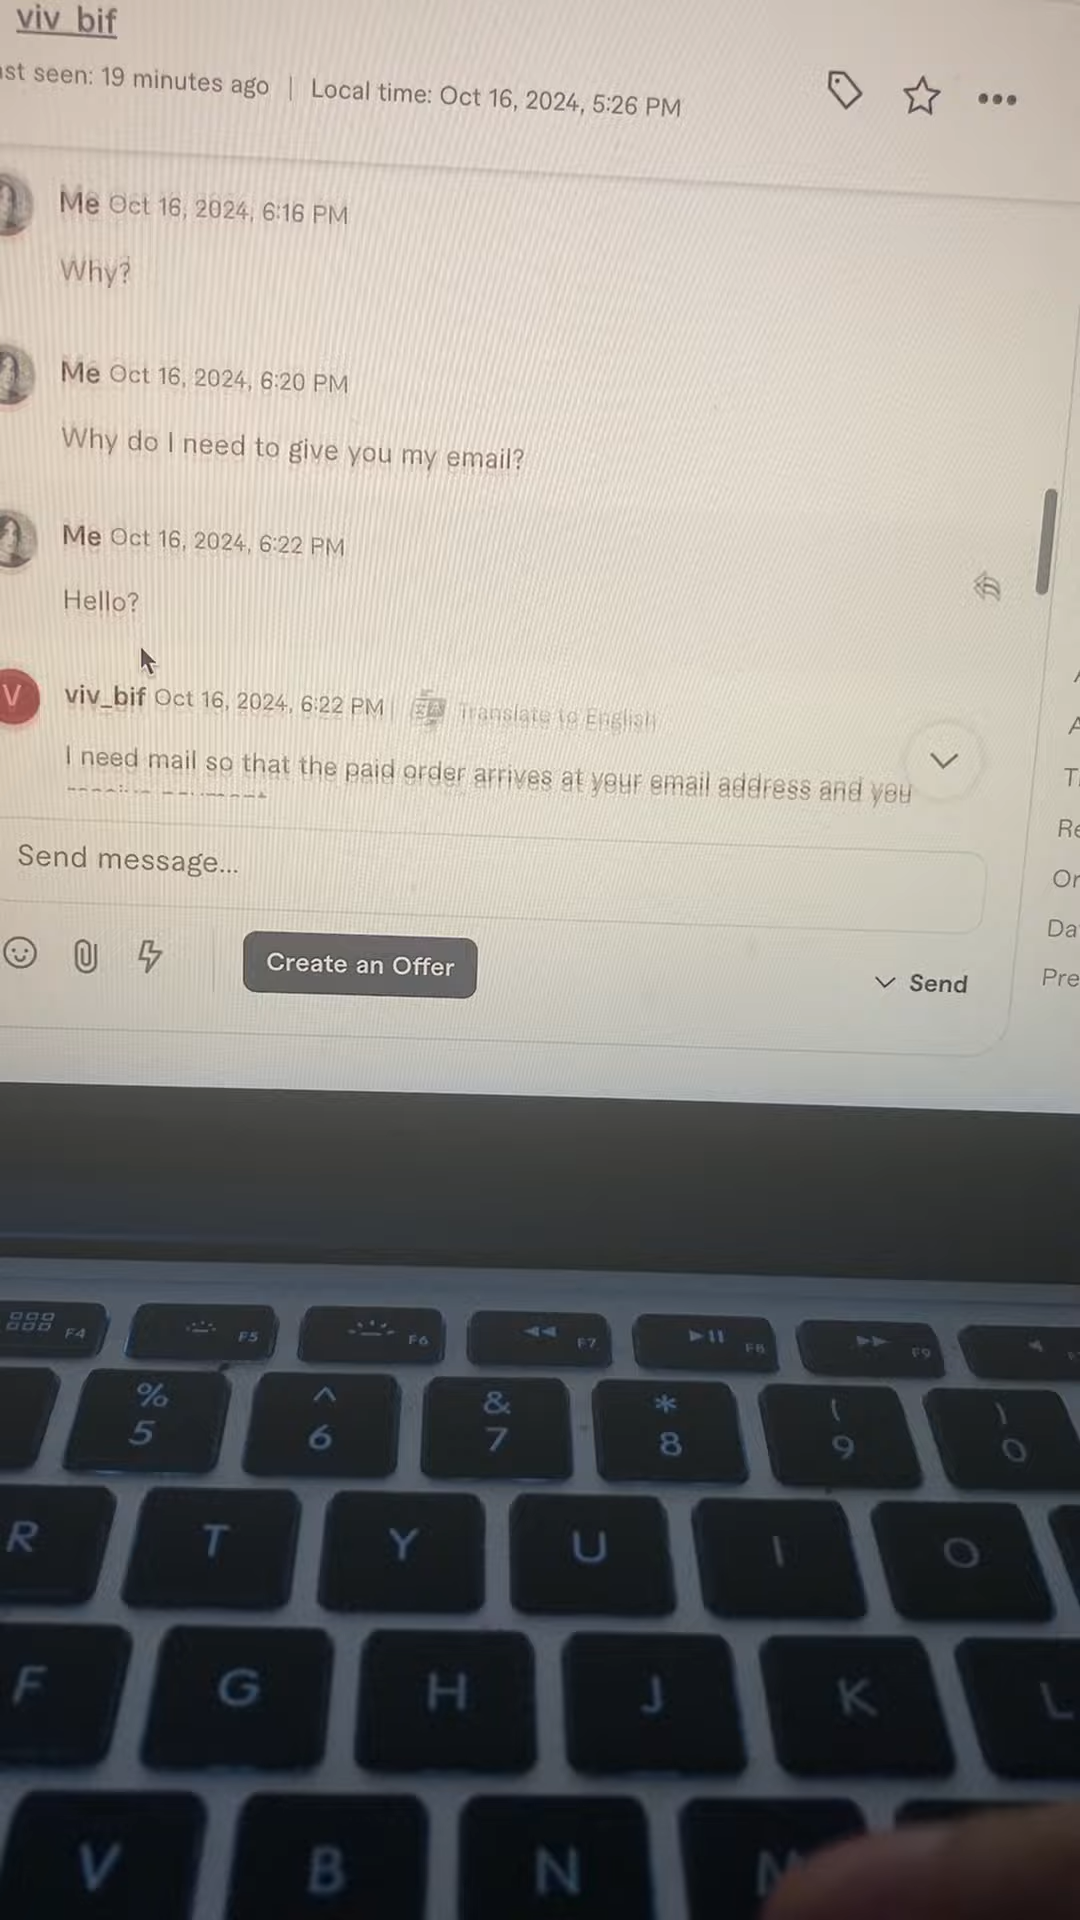 viv_bif
st seen: 19 minutes ago | Local time: Oct 16, 2024, 5:26 PM
Me Oct 16, 2024, 6:16 PM
Why?
Me Oct 16, 2024, 6:20 PM
Why do I need to give you my email?
Me Oct 16, 2024, 6:22 PM
Hello?
V viv_bif Oct 16, 2024, 6:22 PM | Translate to English
I need mail so that the paid order arrives at your email address and you
Send message...
Re
Or
Da
Pre
Create an Offer
Send
F4 F5 F6 F7 F8 F9
% ^ & * ( )
5 6 7 8 9 0
R T Y U I O
F G H J K L
V B N M